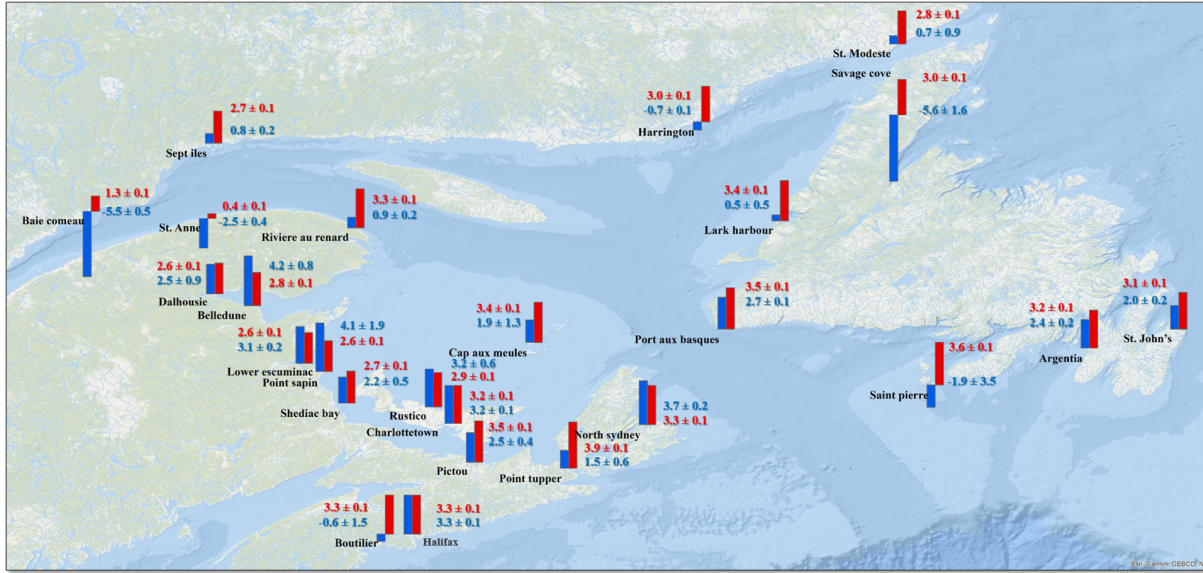 2.8 ± 0.1
0.7 ± 0.9
St. Modeste
Savage cove
3.0 ± 0.1
-5.6 ± 1.6
3.0 ± 0.1
-0.7 ± 0.1
Harrington
2.7 ± 0.1
0.8 ± 0.2
Sept iles
1.3 ± 0.1
-5.5 ± 0.5
Baie comeau
0.4 ± 0.1
-2.5 ± 0.4
St. Anne
3.3 ± 0.1
0.9 ± 0.2
Riviere au renard
3.4 ± 0.1
0.5 ± 0.5
Lark harbour
2.6 ± 0.1
2.5 ± 0.9
Dalhousie
4.2 ± 0.8
2.8 ± 0.1
Belledune
3.4 ± 0.1
1.9 ± 1.3
Cap aux meules
3.5 ± 0.1
2.7 ± 0.1
Port aux basques
3.2 ± 0.1
2.4 ± 0.2
Argentia
3.1 ± 0.1
2.0 ± 0.2
St. John's
2.6 ± 0.1
3.1 ± 0.2
Lower escuminac
4.1 ± 1.9
2.6 ± 0.1
Point sapin
2.7 ± 0.1
2.2 ± 0.5
Shediac bay
3.2 ± 0.6
2.9 ± 0.1
Rustico
3.2 ± 0.1
3.2 ± 0.1
Charlottetown
3.6 ± 0.1
-1.9 ± 3.5
Saint pierre
3.5 ± 0.1
2.5 ± 0.4
Pictou
3.7 ± 0.2
3.3 ± 0.1
North sydney
3.9 ± 0.1
1.5 ± 0.6
Point tupper
3.3 ± 0.1
-0.6 ± 1.5
Boutilier
3.3 ± 0.1
3.3 ± 0.1
Halifax
Esri, Garmin, GEBCO,